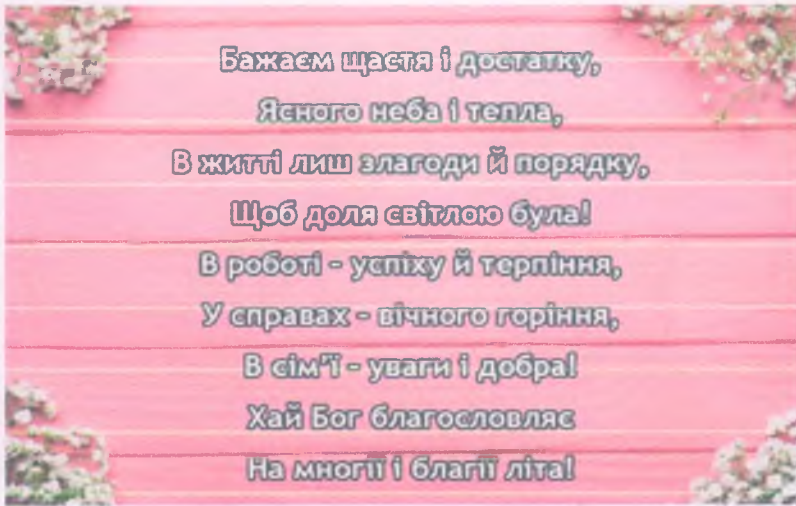 Бажаєм щастя і достатку,
Ясного неба і тепла,
В житті лиш злагоди й порядку,
Щоб доля світлою була!
В роботі - успіху й терпіння,
У справах - вічного горіння,
В сім'ї - уваги і добра!
Хай Бог благословляє
На многії і благії літа!